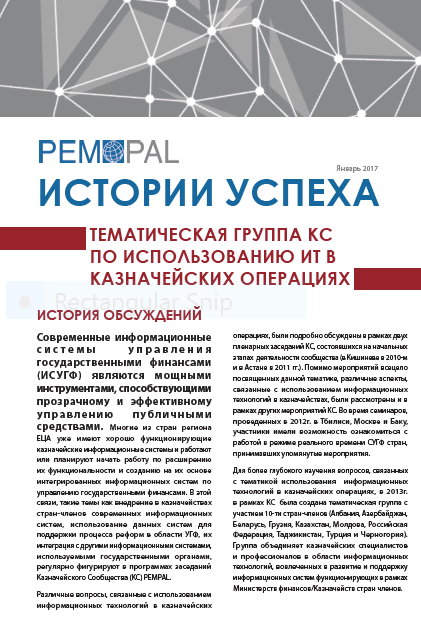 PEMPAL
Январь 2017
ИСТОРИИ УСПЕХА
ТЕМАТИЧЕСКАЯ ГРУППА КС
ПО ИСПОЛЬЗОВАНИЮ ИТ В
КАЗНАЧЕЙСКИХ ОПЕРАЦИЯХ
Rectangular Snip
ИСТОРИЯ ОБСУЖДЕНИЙ
Современные информационные
системы управления
государственными финансами
(ИСУГФ) являются мощными
инструментами, способствующими
прозрачному и эффективному
управлению публичными
средствами. Многие из стран региона
ЕЦА уже имеют хорошо функционирующие
казначейские информационные системы и работают
или планируют начать работу по расширению
их функциональности и созданию на их основе
интегрированных информационных систем по
управлению государственными финансами. В этой
связи, такие темы как внедрение в казначействах
стран-членов современных информационных
систем, использование данных систем для
поддержки процесса реформ в области УГФ, их
интеграция с другими информационными системами,
используемыми государственными органами,
регулярно фигурируют в программах заседаний
Казначейского Сообщества (КС) PEMPAL.
Различные вопросы, связанные с использованием
информационных технологий в казначейских
операциях, были подробно обсуждены в рамках двух
пленарных заседаний КС, состоявшихся на начальных
этапах деятельности сообщества (в Кишиневе в 2010-м
и в Астане в 2011 гг.). Помимо мероприятий всецело
посвященных данной тематике, различные аспекты,
связанные с использованием информационных
технологий в казначействах, были рассмотрены и в
рамках других мероприятий КС. Во время семинаров,
проведенных в 2012г. в Тбилиси, Москве и Баку,
участники имели возможность ознакомиться с
работой в режиме реального времени СУГФ стран,
принимавших упомянутые мероприятия.
Для более глубокого изучения вопросов, связанных
с тематикой использования информационных
технологий в казначейских операциях, в 2013г.
в рамках КС была создана тематическая группа с
участием 10-ти стран-членов (Албания, Азербайджан,
Беларусь, Грузия, Казахстан, Молдова, Российская
Федерация, Таджикистан, Турция и Черногория).
Группа объединяет казначейских специалистов
и профессионалов в области информационных
технологий, вовлеченных в развитие и поддержку
информационных систем функционирующих в рамках
Министерств финансов/Казначейств стран членов.